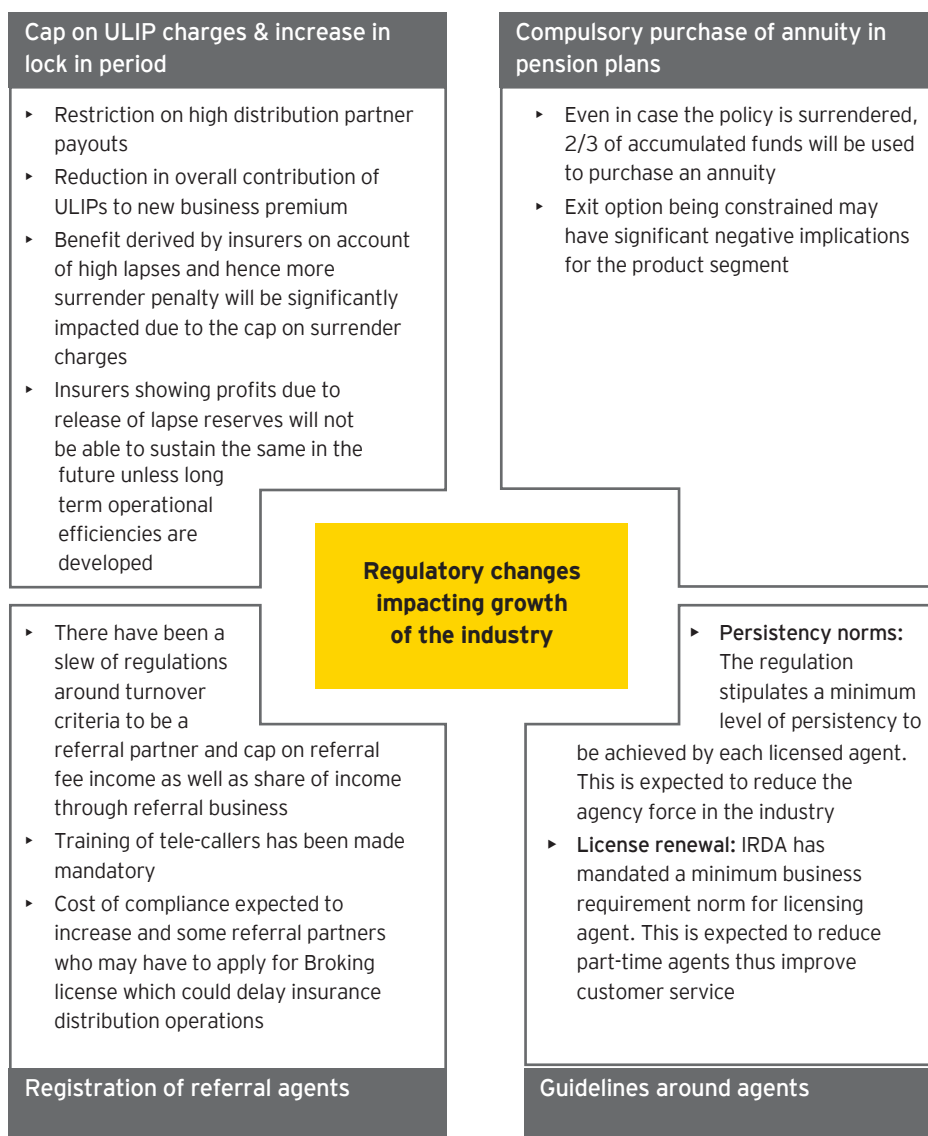 Cap on ULIP charges & increase in
lock in period
‣ Restriction on high distribution partner
payouts
‣ Reduction in overall contribution of
ULIPs to new business premium
‣ Benefit derived by insurers on account
of high lapses and hence more
surrender penalty will be significantly
impacted due to the cap on surrender
charges
‣ Insurers showing profits due to
release of lapse reserves will not
be able to sustain the same in the
future unless long
term operational
efficiencies are
developed
Compulsory purchase of annuity in
pension plans
‣ Even in case the policy is surrendered,
2/3 of accumulated funds will be used
to purchase an annuity
‣ Exit option being constrained may
have significant negative implications
for the product segment
Regulatory changes
impacting growth
of the industry
‣ There have been a
slew of regulations
around turnover
criteria to be a
referral partner and cap on referral
fee income as well as share of income
through referral business
‣ Training of tele-callers has been made
mandatory
‣ Cost of compliance expected to
increase and some referral partners
who may have to apply for Broking
license which could delay insurance
distribution operations
Registration of referral agents
‣ Persistency norms:
The regulation
stipulates a minimum
level of persistency to
be achieved by each licensed agent.
This is expected to reduce the
agency force in the industry
‣ License renewal: IRDA has
mandated a minimum business
requirement norm for licensing
agent. This is expected to reduce
part-time agents thus improve
customer service
Guidelines around agents